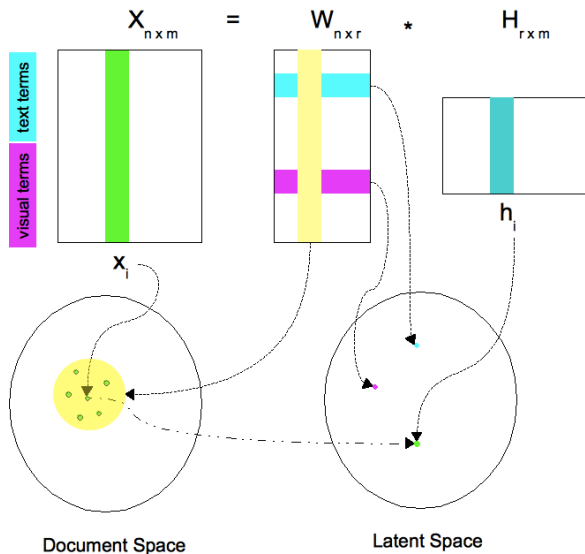 X n x m = W n x r * H r x m
text terms
visual terms
x i
h i
Document Space
Latent Space